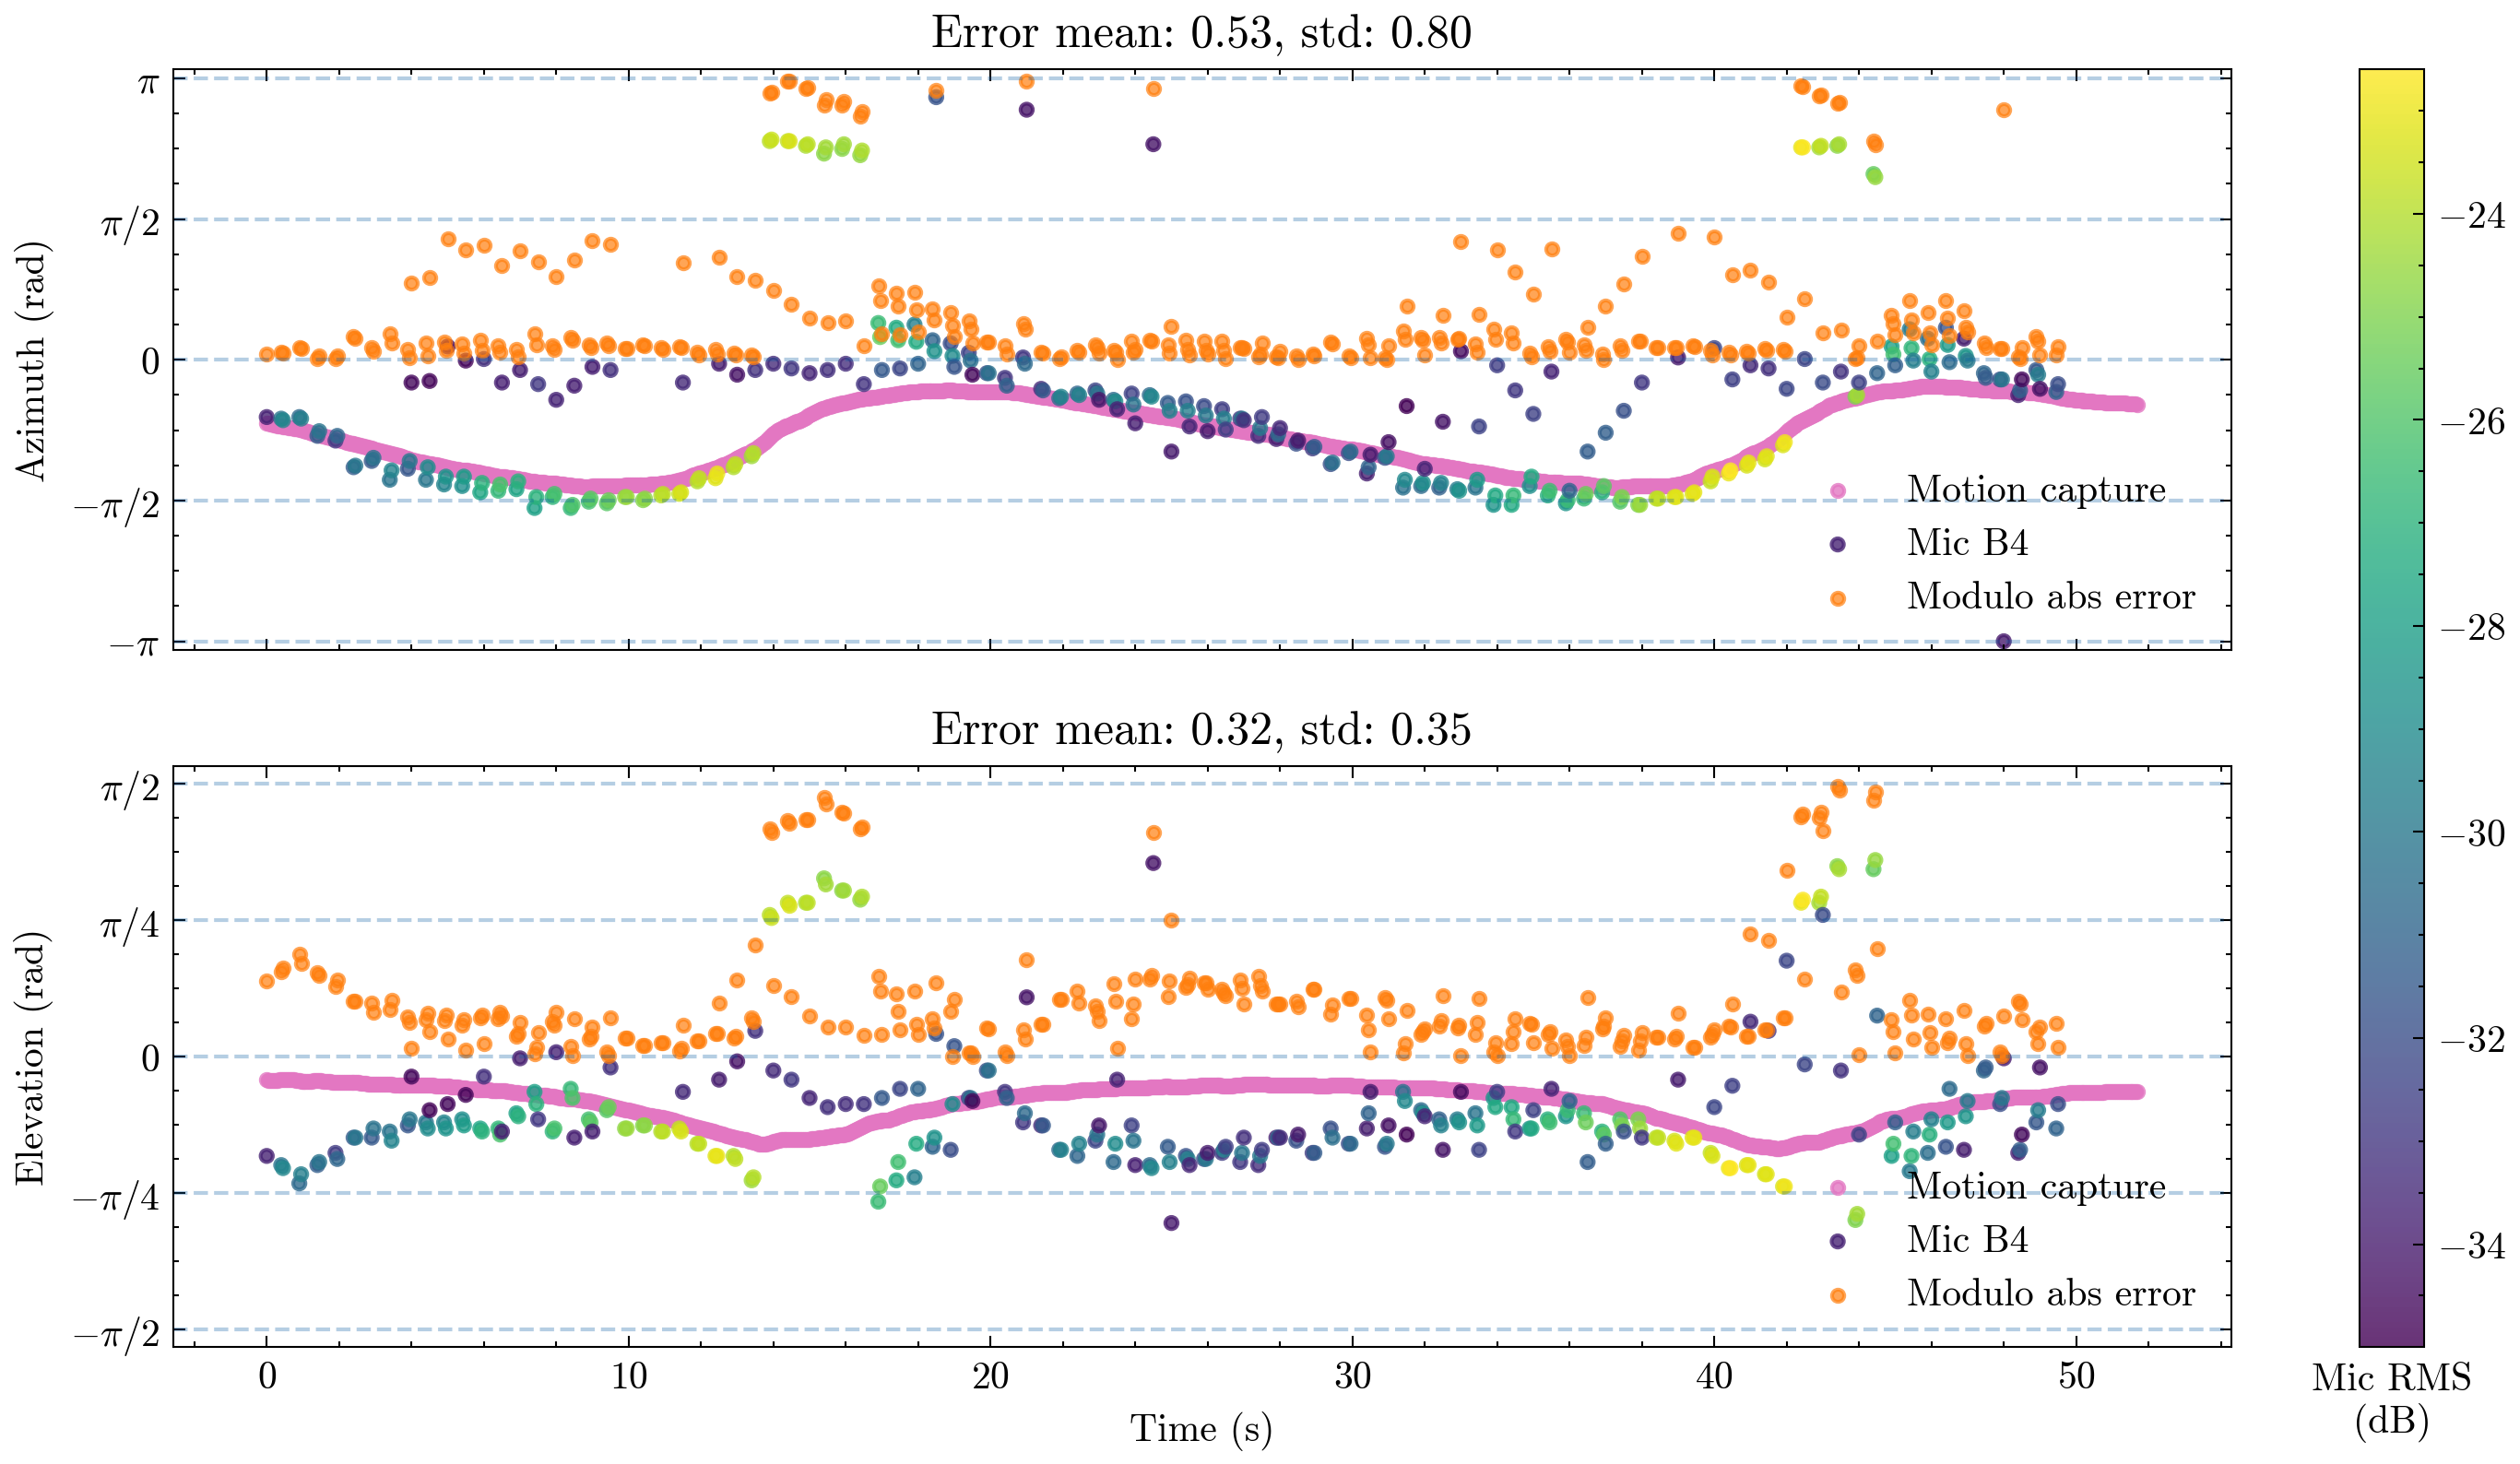 Error mean: 0.53, std: 0.80
π
π/2
0
−π/2
−π
Azimuth (rad)
Motion capture
Mic B4
Modulo abs error
Error mean: 0.32, std: 0.35
π/2
π/4
0
−π/4
−π/2
Elevation (rad)
Motion capture
Mic B4
Modulo abs error
0 10 20 30 40 50
Time (s)
−24
−26
−28
−30
−32
−34
Mic RMS
(dB)